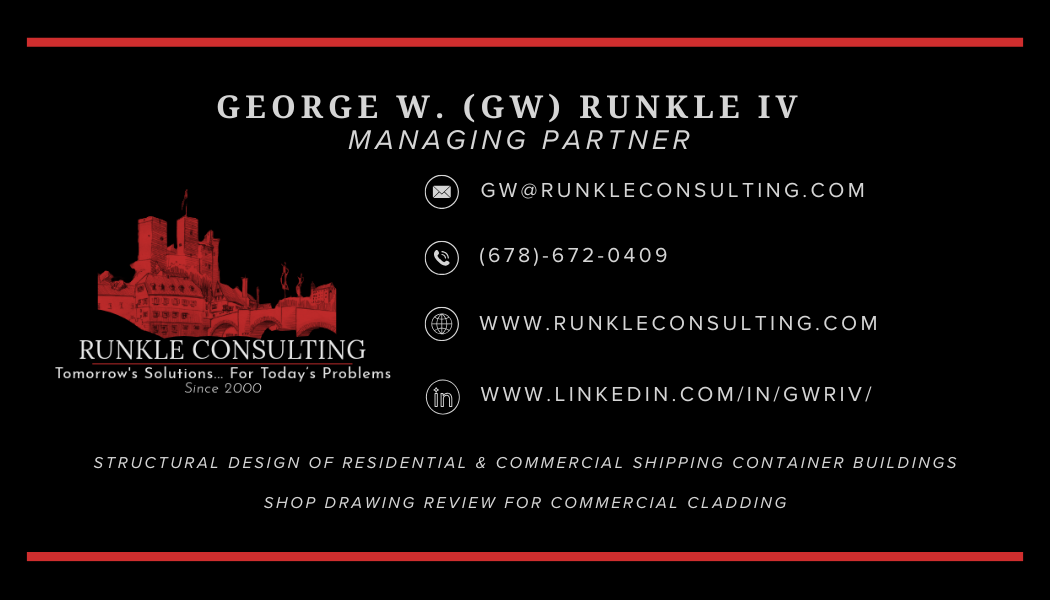 GEORGE W. (GW) RUNKLE IV
MANAGING PARTNER
GW@RUNKLECONSULTING.COM
(678)-672-0409
WWW.RUNKLECONSULTING.COM
WWW.LINKEDIN.COM/IN/GWRIV/
RUNKLE CONSULTING
Tomorrow's Solutions... For Today's Problems
Since 2000
STRUCTURAL DESIGN OF RESIDENTIAL & COMMERCIAL SHIPPING CONTAINER BUILDINGS
SHOP DRAWING REVIEW FOR COMMERCIAL CLADDING